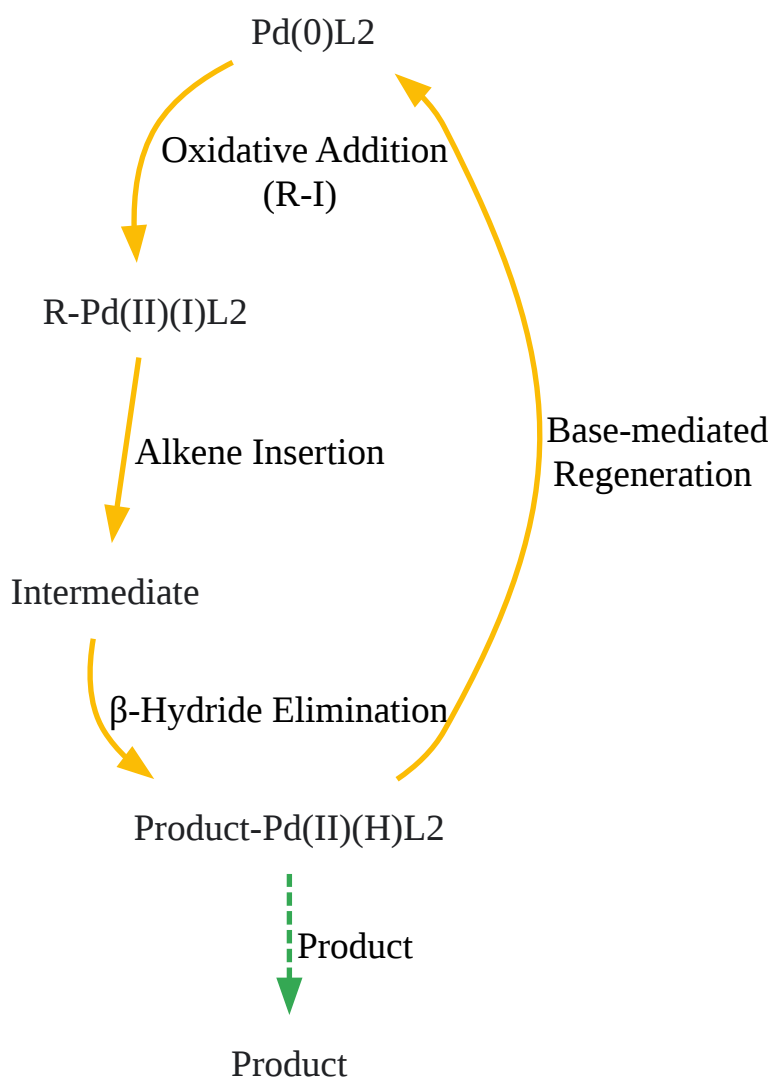 Pd(0)L2
Oxidative Addition
(R-I)
R-Pd(II)(I)L2
Alkene Insertion
Base-mediated
Regeneration
Intermediate
β-Hydride Elimination
Product-Pd(II)(H)L2
Product
Product